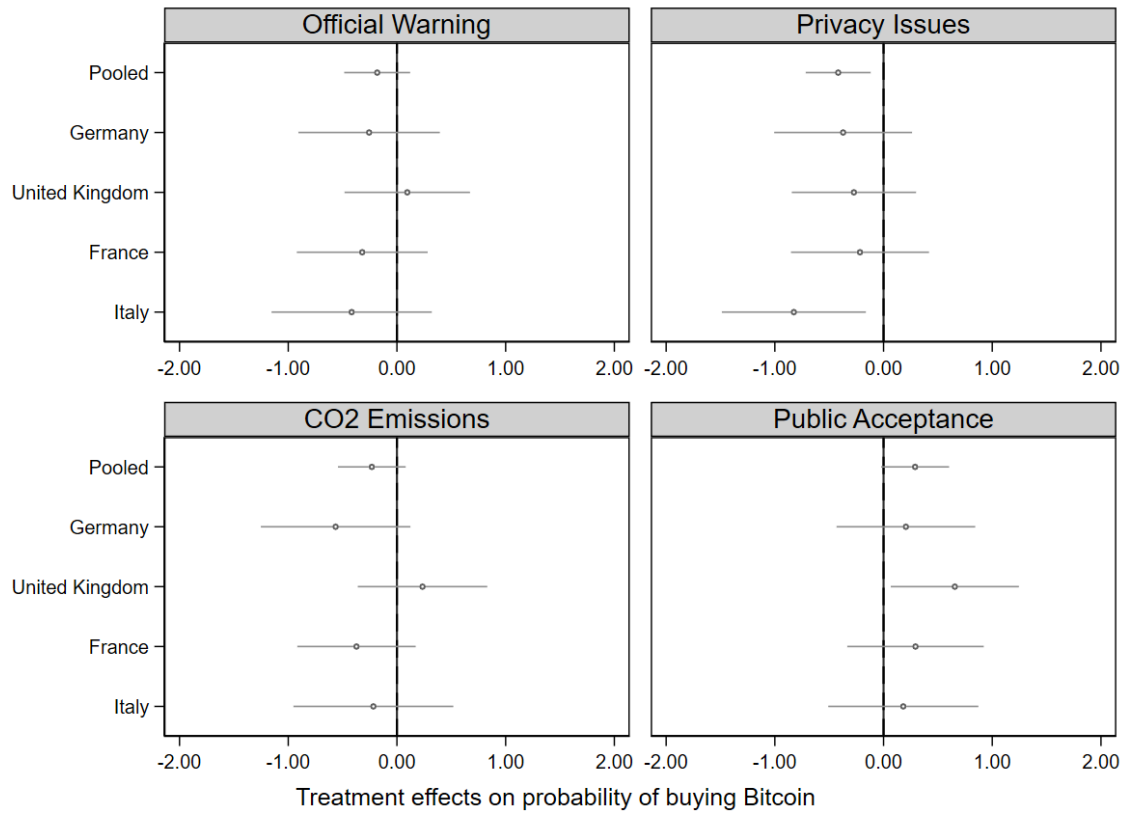 Official Warning
Privacy Issues
Pooled
Germany
United Kingdom
France
Italy
-2.00 -1.00 0.00 1.00 2.00
-2.00 -1.00 0.00 1.00 2.00
CO2 Emissions
Public Acceptance
Pooled
Germany
United Kingdom
France
Italy
-2.00 -1.00 0.00 1.00 2.00
-2.00 -1.00 0.00 1.00 2.00
Treatment effects on probability of buying Bitcoin